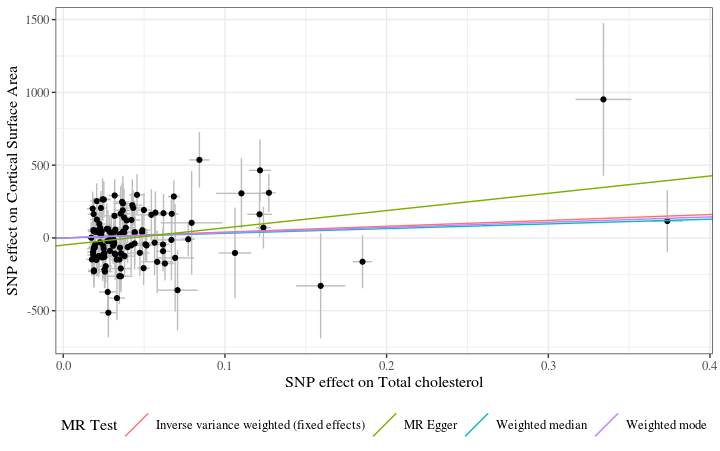 SNP effect on Cortical Surface Area
1500
1000
500
0
-500
0.0 0.1 0.2 0.3 0.4
SNP effect on Total cholesterol
MR Test Inverse variance weighted (fixed effects) MR Egger Weighted median Weighted mode